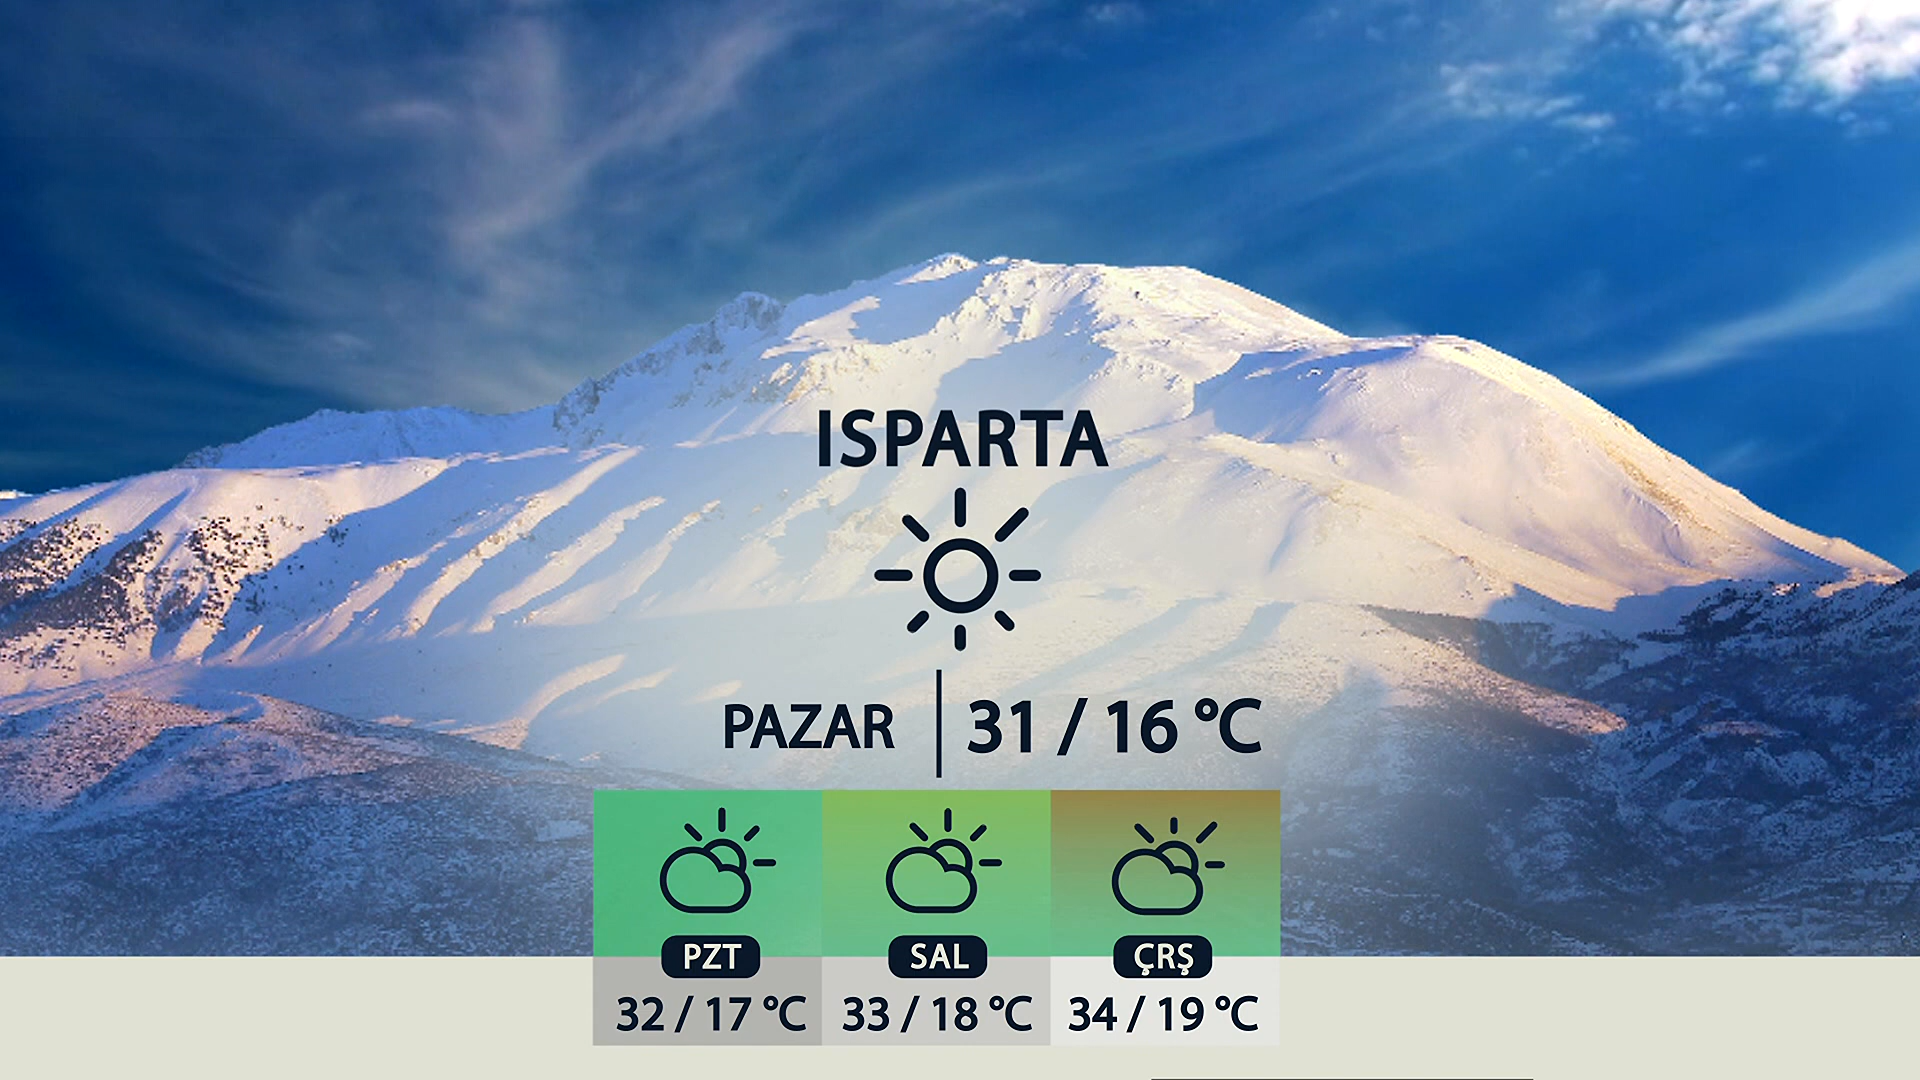 ISPARTA
PAZAR 31 / 16 °C
PZT SAL ÇRŞ
32 / 17 °C 33 / 18 °C 34 / 19 °C